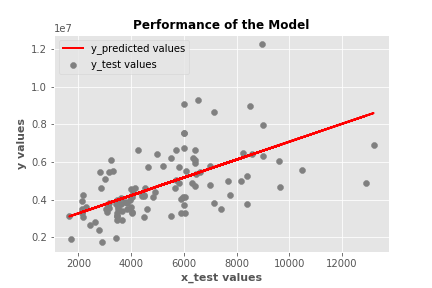 Performance of the Model
1e7
y_predicted values
y_test values
1.2
1.0
0.8
0.6
0.4
0.2
y values
2000 4000 6000 8000 10000 12000
x_test values